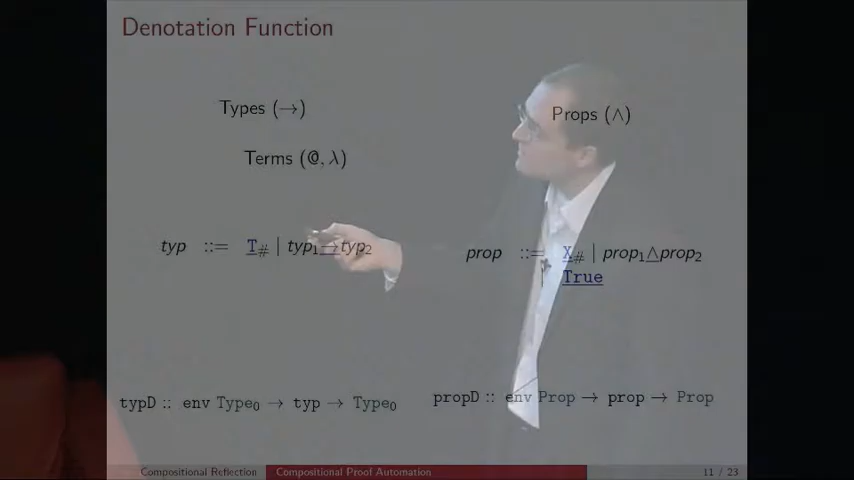 Denotation Function
Types (→)
Props (∧)
Terms (@, λ)
typ ::= T# | typ₁→typ₂
prop ::= X# | prop₁∧prop₂
| True
typD :: env Type₀ → typ → Type₀
propD :: env Prop → prop → Prop
Compositional Reflection
Compositional Proof Automation
11 / 23